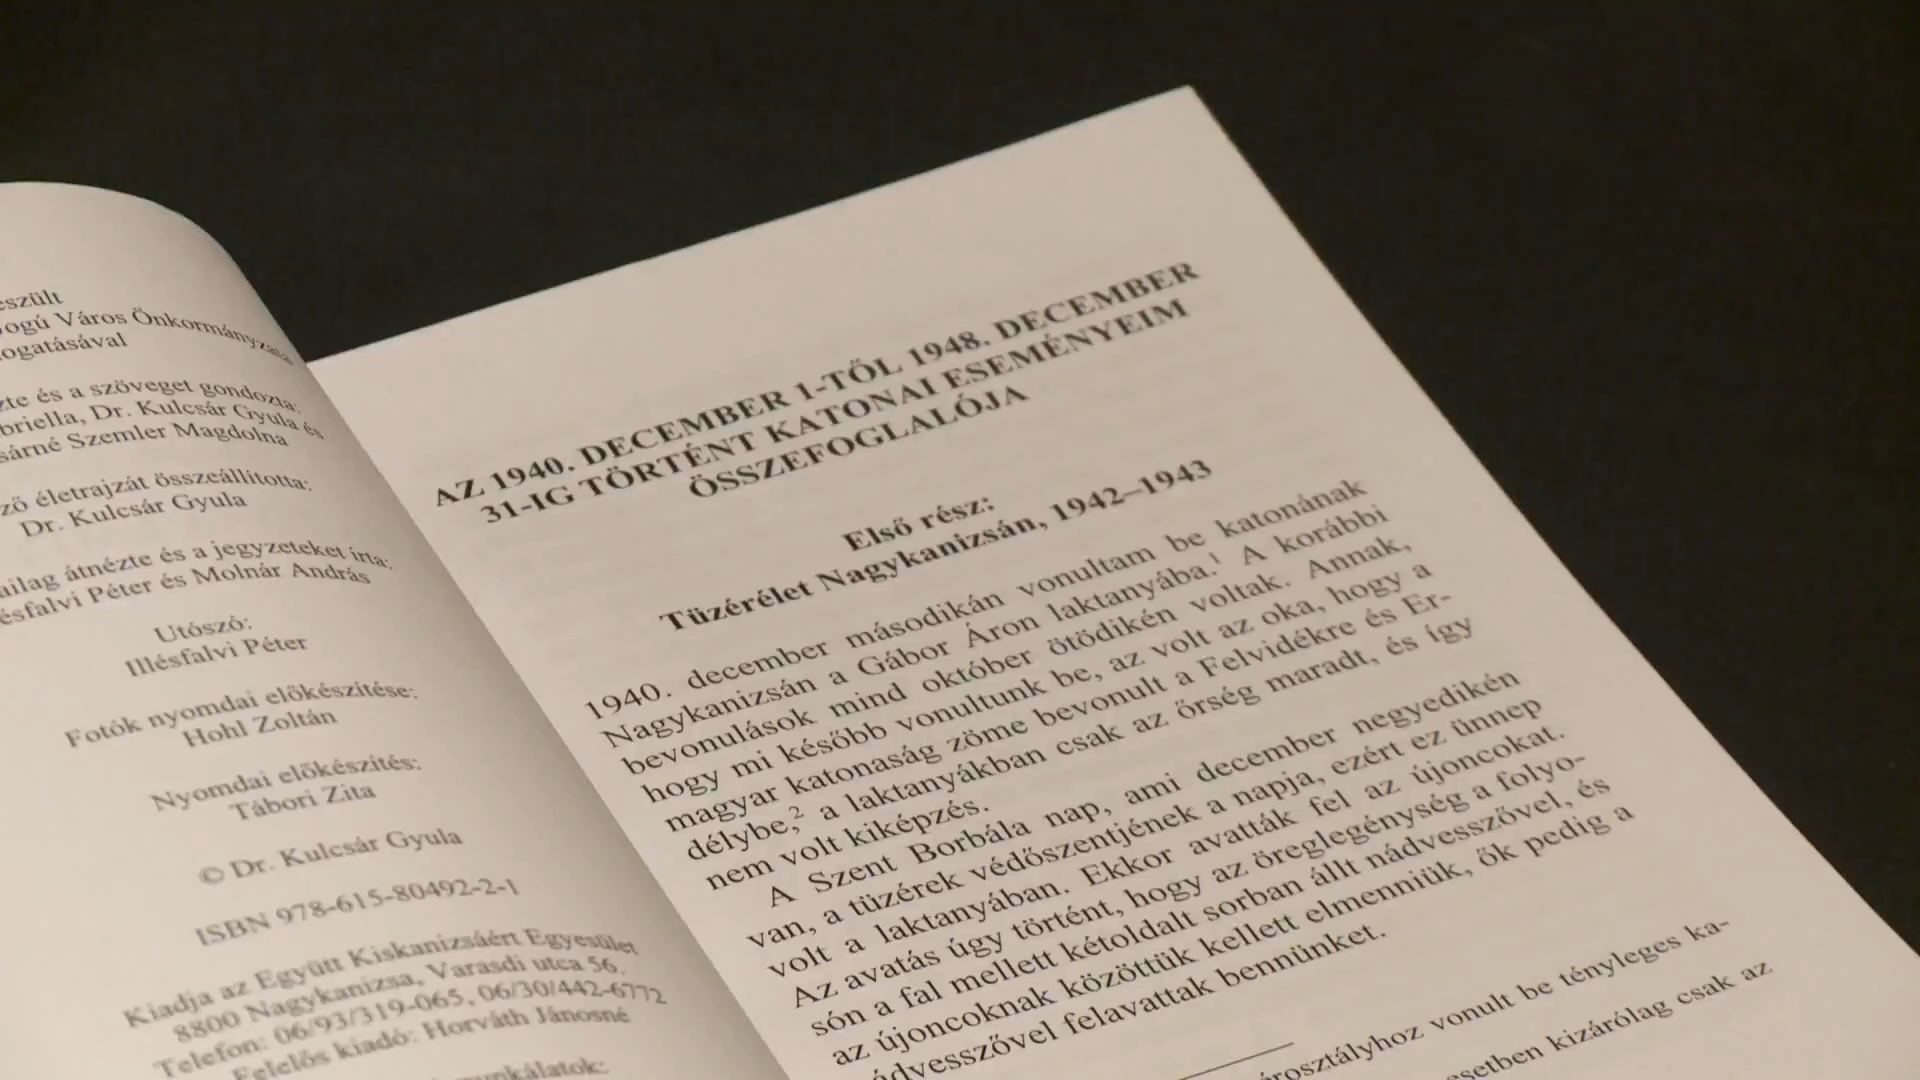 eszült
bogú Város Önkormányzata
ogatásával
zte és a szöveget gondozta:
briella, Dr. Kulcsár Gyula és
sárné Szemler Magdolna
ző életrajzát összeállította:
Dr. Kulcsár Gyula
ailag átnézte és a jegyzeteket írta:
ésfalvi Péter és Molnár András
Utószó:
Illésfalvi Péter
Fotók nyomdai előkészítése:
Hohl Zoltán
Nyomdai előkészítés:
Tábori Zita
© Dr. Kulcsár Gyula
ISBN 978-615-80492-2-1
Kiadja az Együtt Kiskanizsáért Egyesület
8800 Nagykanizsa, Varasdi utca 56.
Telefon: 06/93/319-065, 06/30/442-6772
Felelős kiadó: Horváth Jánosné
munkálatok:
AZ 1940. DECEMBER 1-TŐL 1948. DECEMBER
31-IG TÖRTÉNT KATONAI ESEMÉNYEIM
ÖSSZEFOGLALÓJA
Első rész:
Tüzérélet Nagykanizsán, 1942–1943
1940. december másodikán vonultam be katonának
Nagykanizsán a Gábor Áron laktanyába.¹ A korábbi
bevonulások mind október ötödikén voltak. Annak,
hogy mi később vonultunk be, az volt az oka, hogy a
magyar katonaság zöme bevonult a Felvidékre és Er-
délybe,² a laktanyákban csak az őrség maradt, és így
nem volt kiképzés.
A Szent Borbála nap, ami december negyedikén
van, a tüzérek védőszentjének a napja, ezért ez ünnep
volt a laktanyában. Ekkor avatták fel az újoncokat.
Az avatás úgy történt, hogy az öreglegénység a folyo-
són a fal mellett kétoldalt sorban állt nádvesszővel, és
az újoncoknak közöttük kellett elmenniük, ők pedig a
ádvesszővel felavattak bennünket.
érosztályhoz vonult be tényleges ka-
esetben kizárólag csak az